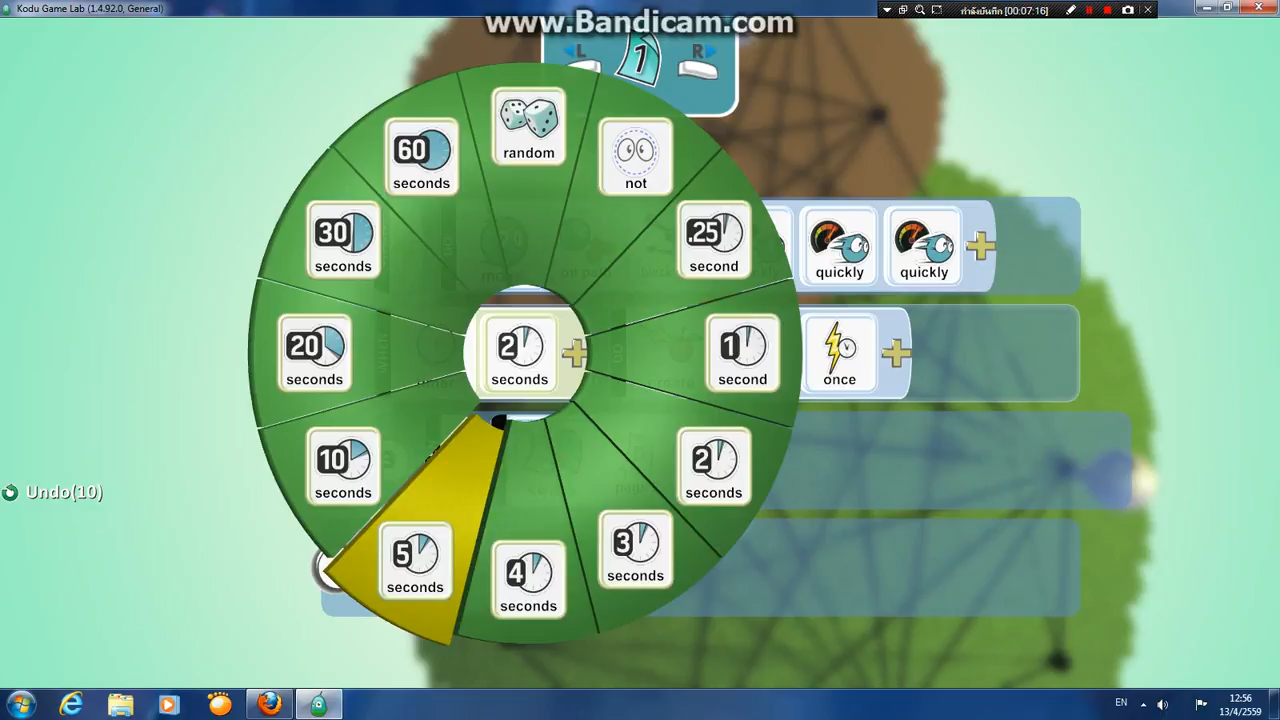 Kodu Game Lab (1.4.92.0, General)
www.Bandicam.com
กำลังบันทึก [00:07:16]
L
1
R
random
not
60
seconds
.25
second
30
seconds
quickly
quickly
20
seconds
2
seconds
1
second
once
10
seconds
2
seconds
Undo(10)
5
seconds
4
seconds
3
seconds
EN
12:56
13/4/2559